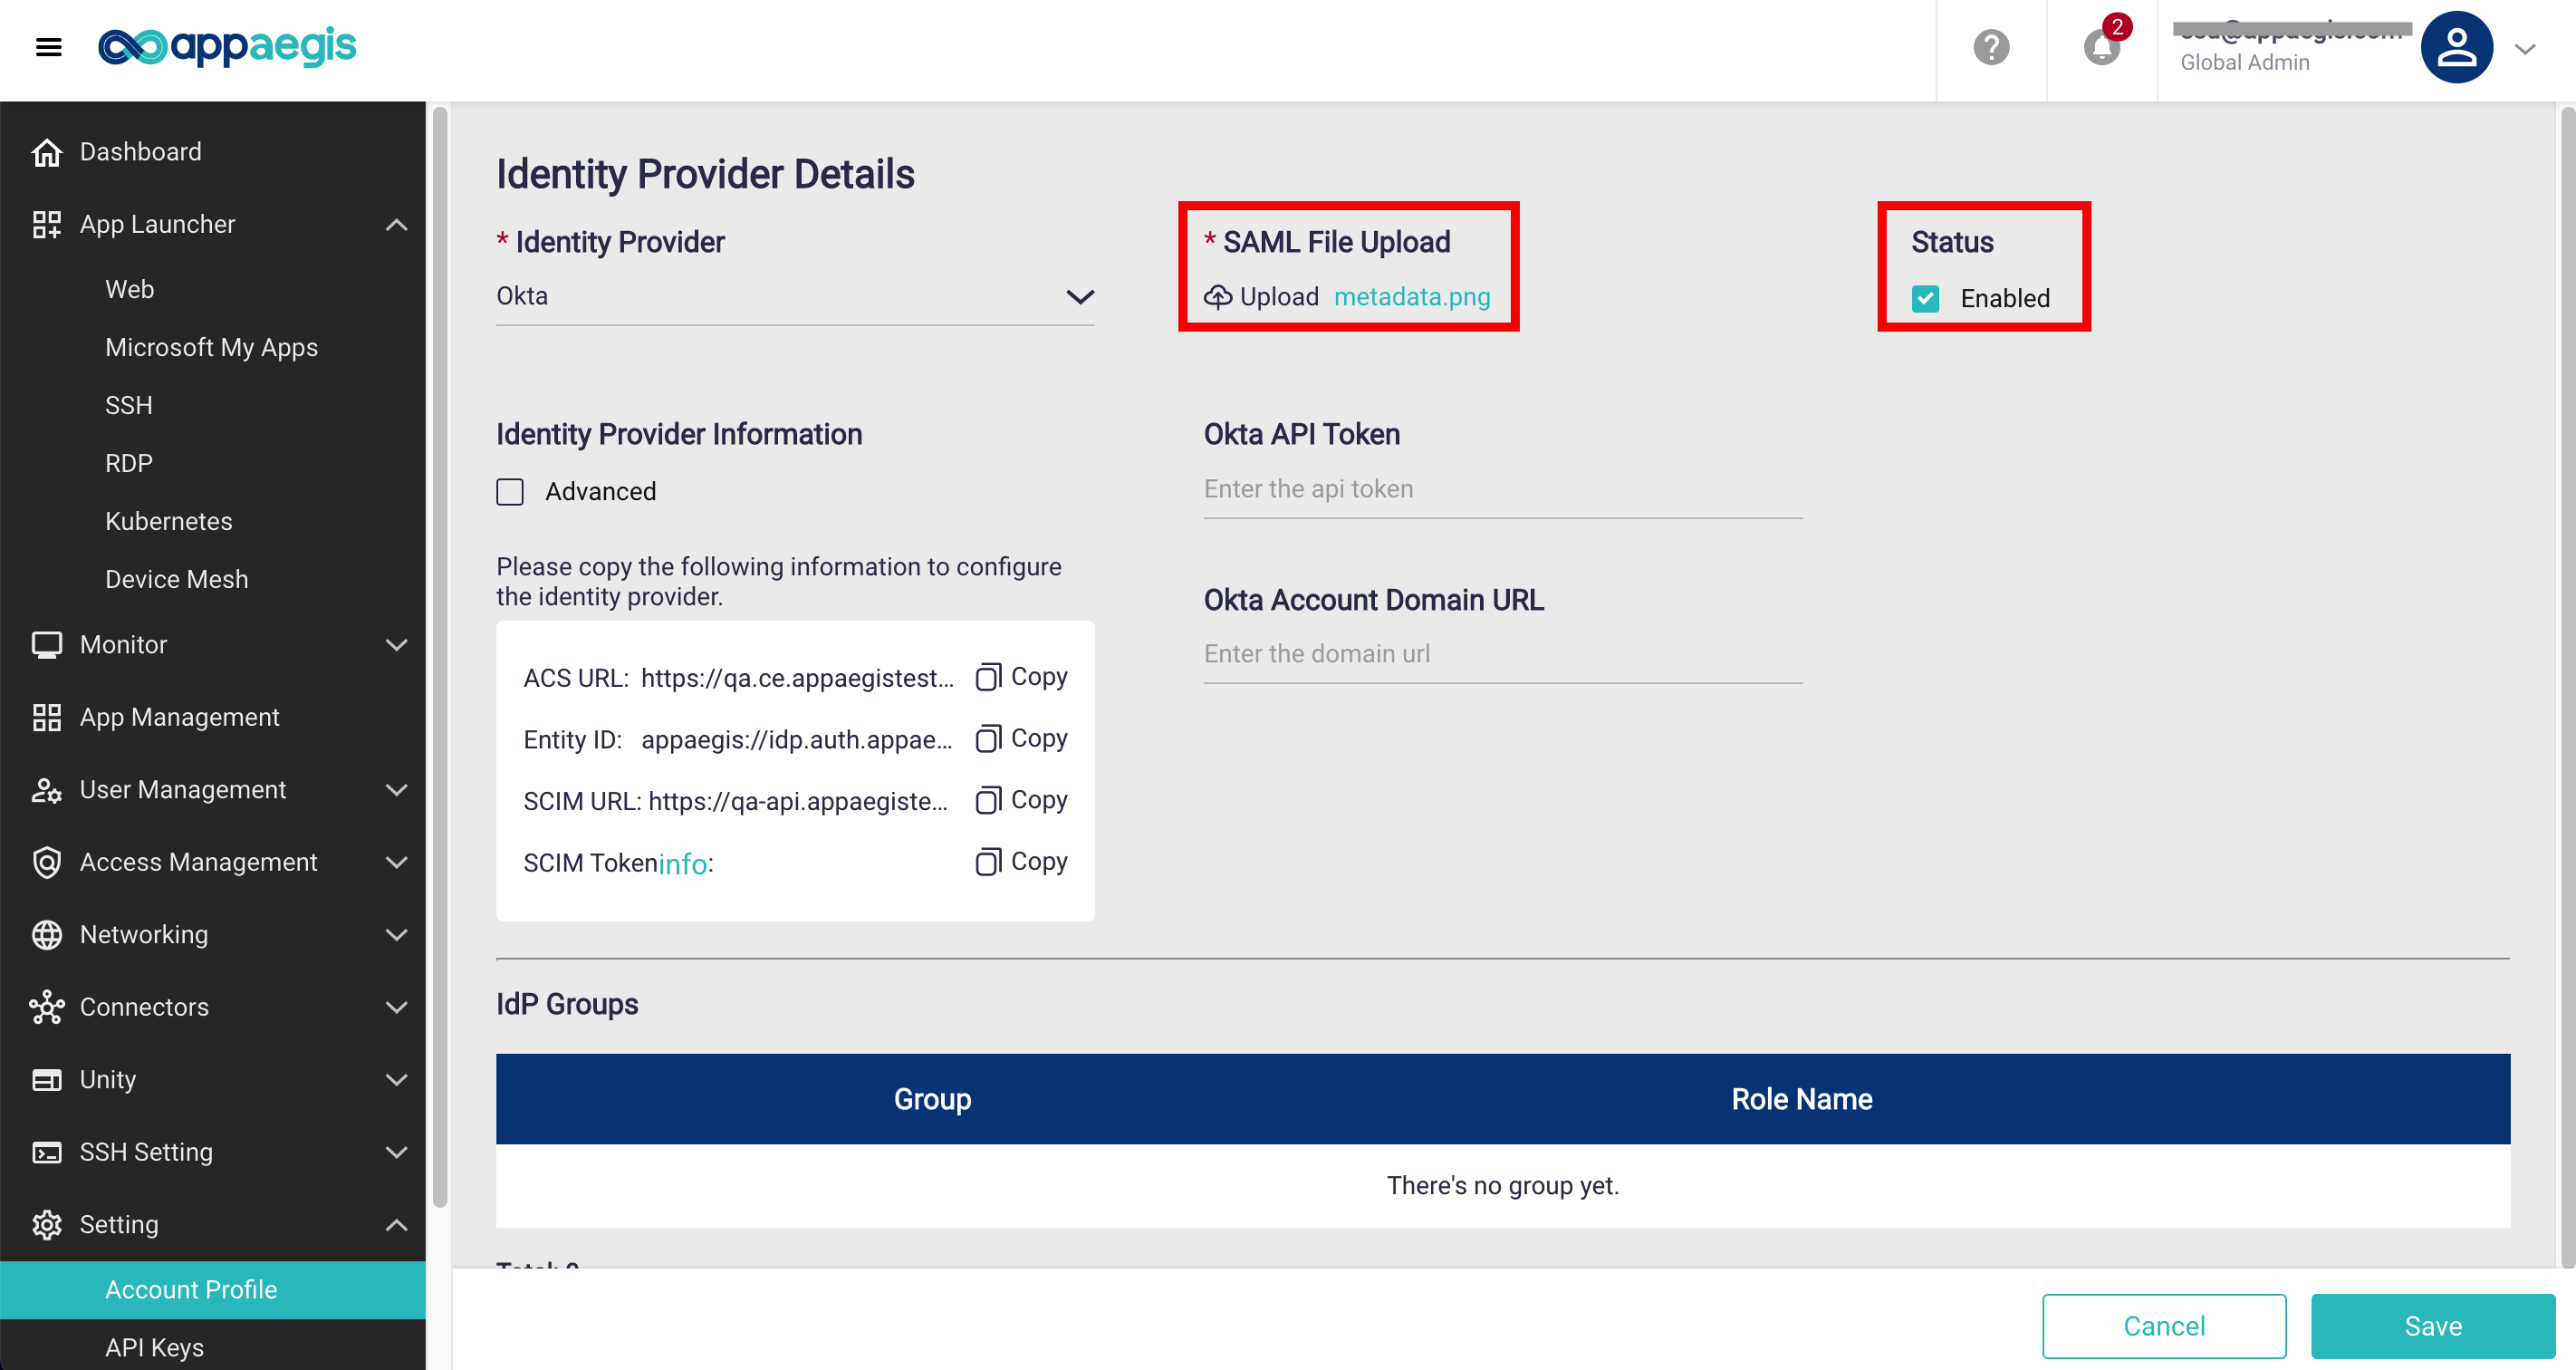 appaegis
2
Global Admin
Dashboard
App Launcher
Web
Microsoft My Apps
SSH
RDP
Kubernetes
Device Mesh
Monitor
App Management
User Management
Access Management
Networking
Connectors
Unity
SSH Setting
Setting
Account Profile
API Keys
Identity Provider Details
* Identity Provider
Okta
* SAML File Upload
Upload metadata.png
Status
Enabled
Identity Provider Information
Advanced
Please copy the following information to configure
the identity provider.
ACS URL: https://qa.ce.appaegistest... Copy
Entity ID: appaegis://idp.auth.appae... Copy
SCIM URL: https://qa-api.appaegiste... Copy
SCIM Tokeninfo: Copy
Okta API Token
Enter the api token
Okta Account Domain URL
Enter the domain url
IdP Groups
Group Role Name
There's no group yet.
Total: 0
Cancel Save